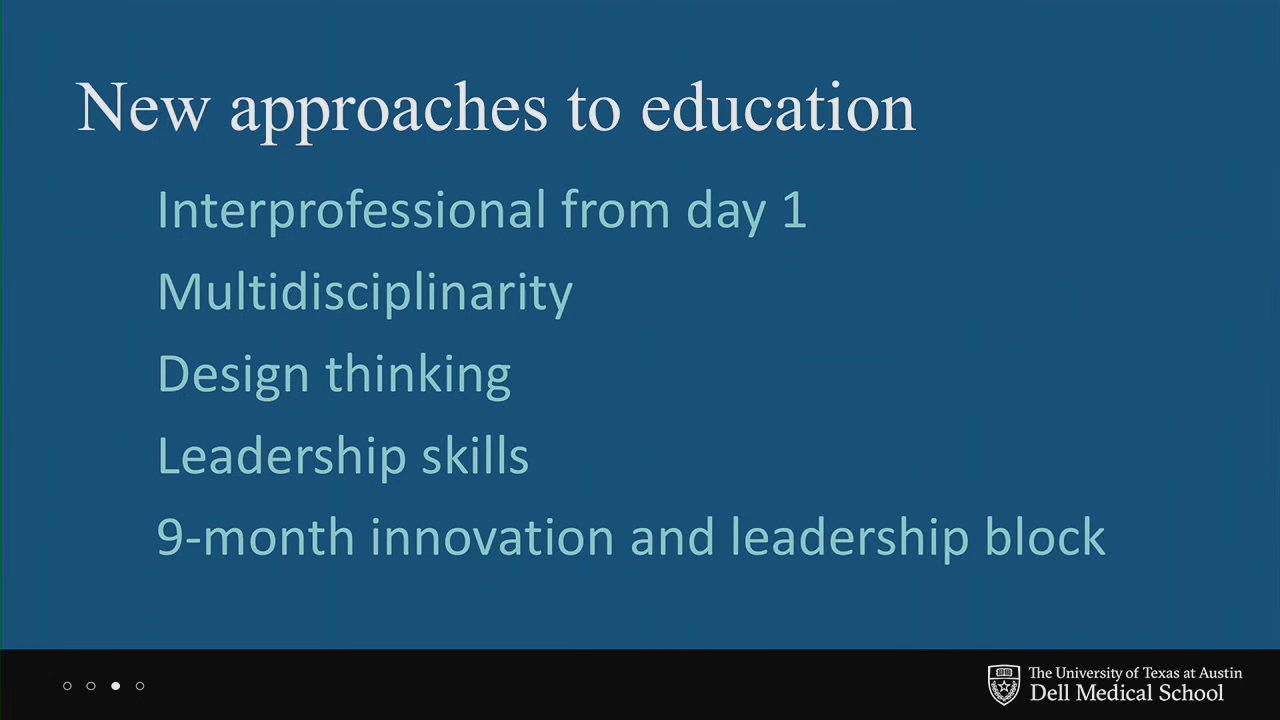 New approaches to education
Interprofessional from day 1
Multidisciplinarity
Design thinking
Leadership skills
9-month innovation and leadership block
The University of Texas at Austin
Dell Medical School